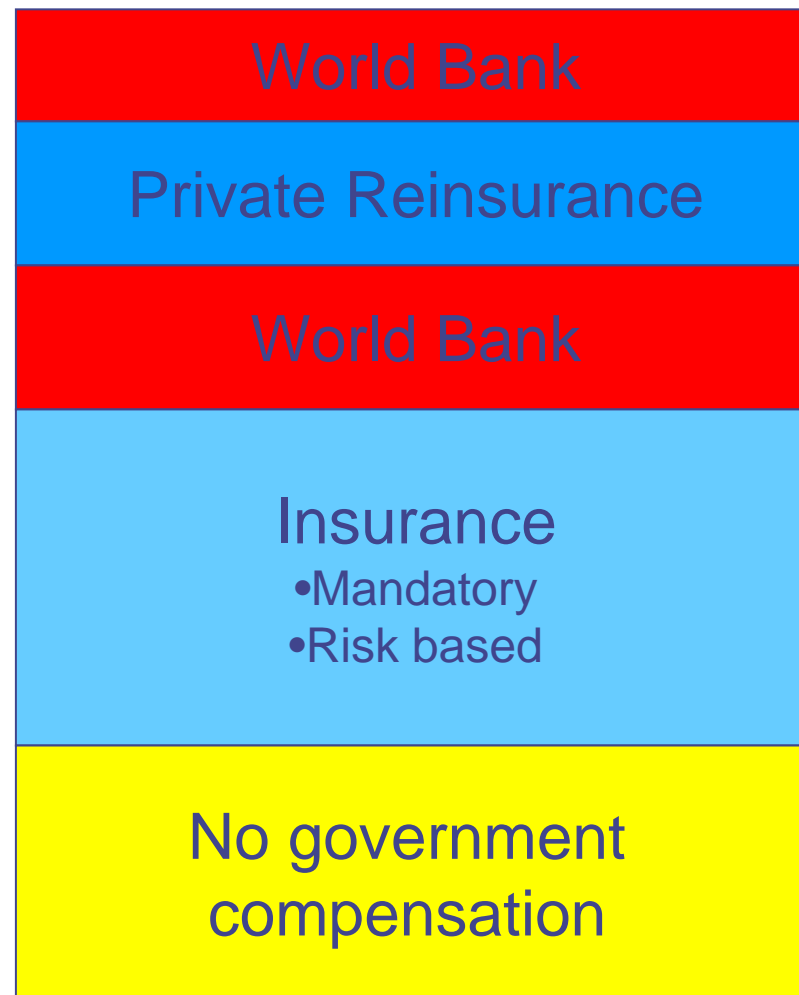 World Bank
Private Reinsurance
World Bank
Insurance
•Mandatory
•Risk based
No government
compensation